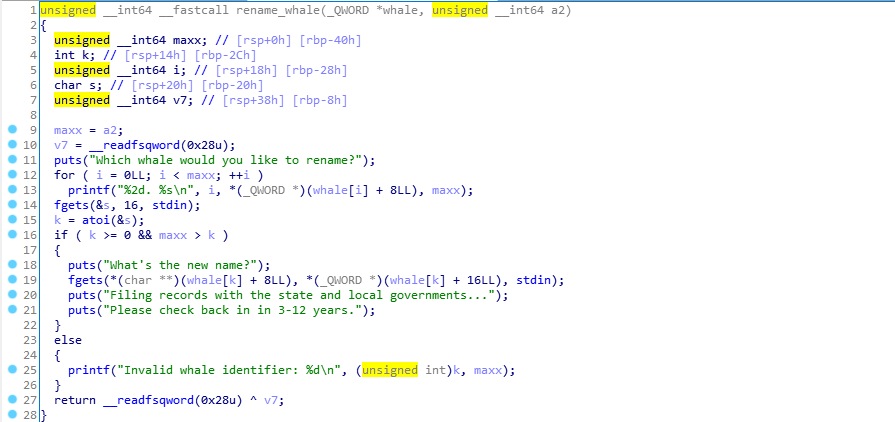 1 unsigned __int64 __fastcall rename_whale(_QWORD *whale, unsigned __int64 a2)
2 {
3 unsigned __int64 maxx; // [rsp+0h] [rbp-40h]
4 int k; // [rsp+14h] [rbp-2Ch]
5 unsigned __int64 i; // [rsp+18h] [rbp-28h]
6 char s; // [rsp+20h] [rbp-20h]
7 unsigned __int64 v7; // [rsp+38h] [rbp-8h]
8
9 maxx = a2;
10 v7 = __readfsqword(0x28u);
11 puts("Which whale would you like to rename?");
12 for ( i = 0LL; i < maxx; ++i )
13 printf("%2d. %s\n", i, *(_QWORD *)(whale[i] + 8LL), maxx);
14 fgets(&s, 16, stdin);
15 k = atoi(&s);
16 if ( k >= 0 && maxx > k )
17 {
18 puts("What's the new name?");
19 fgets(*(char **)(whale[k] + 8LL), *(_QWORD *)(whale[k] + 16LL), stdin);
20 puts("Filing records with the state and local governments...");
21 puts("Please check back in in 3-12 years.");
22 }
23 else
24 {
25 printf("Invalid whale identifier: %d\n", (unsigned int)k, maxx);
26 }
27 return __readfsqword(0x28u) ^ v7;
28 }